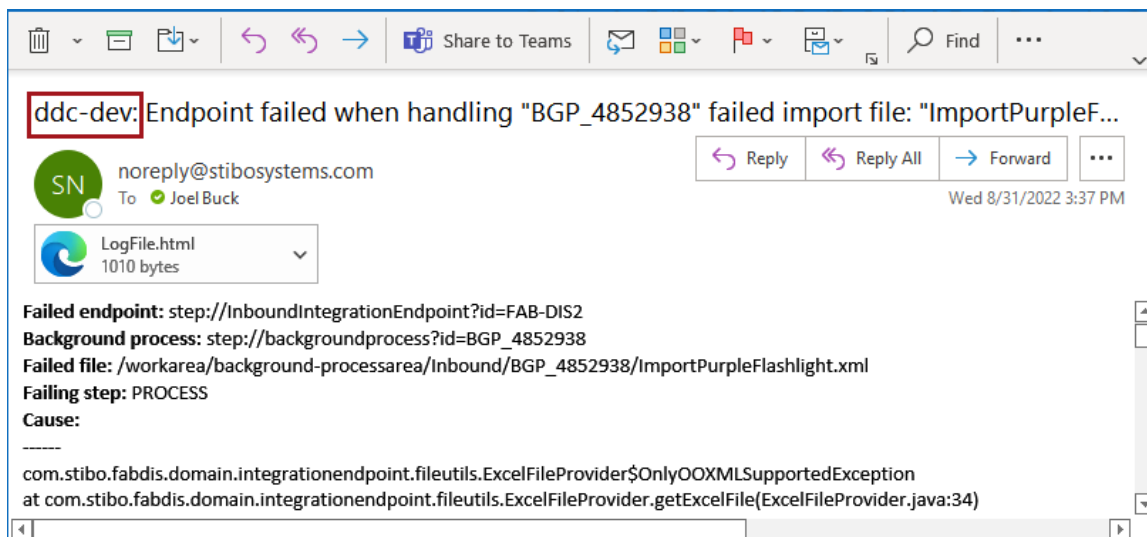 Share to Teams
Find
ddc-dev: Endpoint failed when handling "BGP_4852938" failed import file: "ImportPurpleF...
SN
noreply@stibosystems.com
Reply
Reply All
Forward
To Joel Buck
Wed 8/31/2022 3:37 PM
LogFile.html
1010 bytes
Failed endpoint: step://InboundIntegrationEndpoint?id=FAB-DIS2
Background process: step://backgroundprocess?id=BGP_4852938
Failed file: /workarea/background-processarea/Inbound/BGP_4852938/ImportPurpleFlashlight.xml
Failing step: PROCESS
Cause:
------
com.stibo.fabdis.domain.integrationendpoint.fileutils.ExcelFileProvider$OnlyOOXMLSupportedException
at com.stibo.fabdis.domain.integrationendpoint.fileutils.ExcelFileProvider.getExcelFile(ExcelFileProvider.java:34)